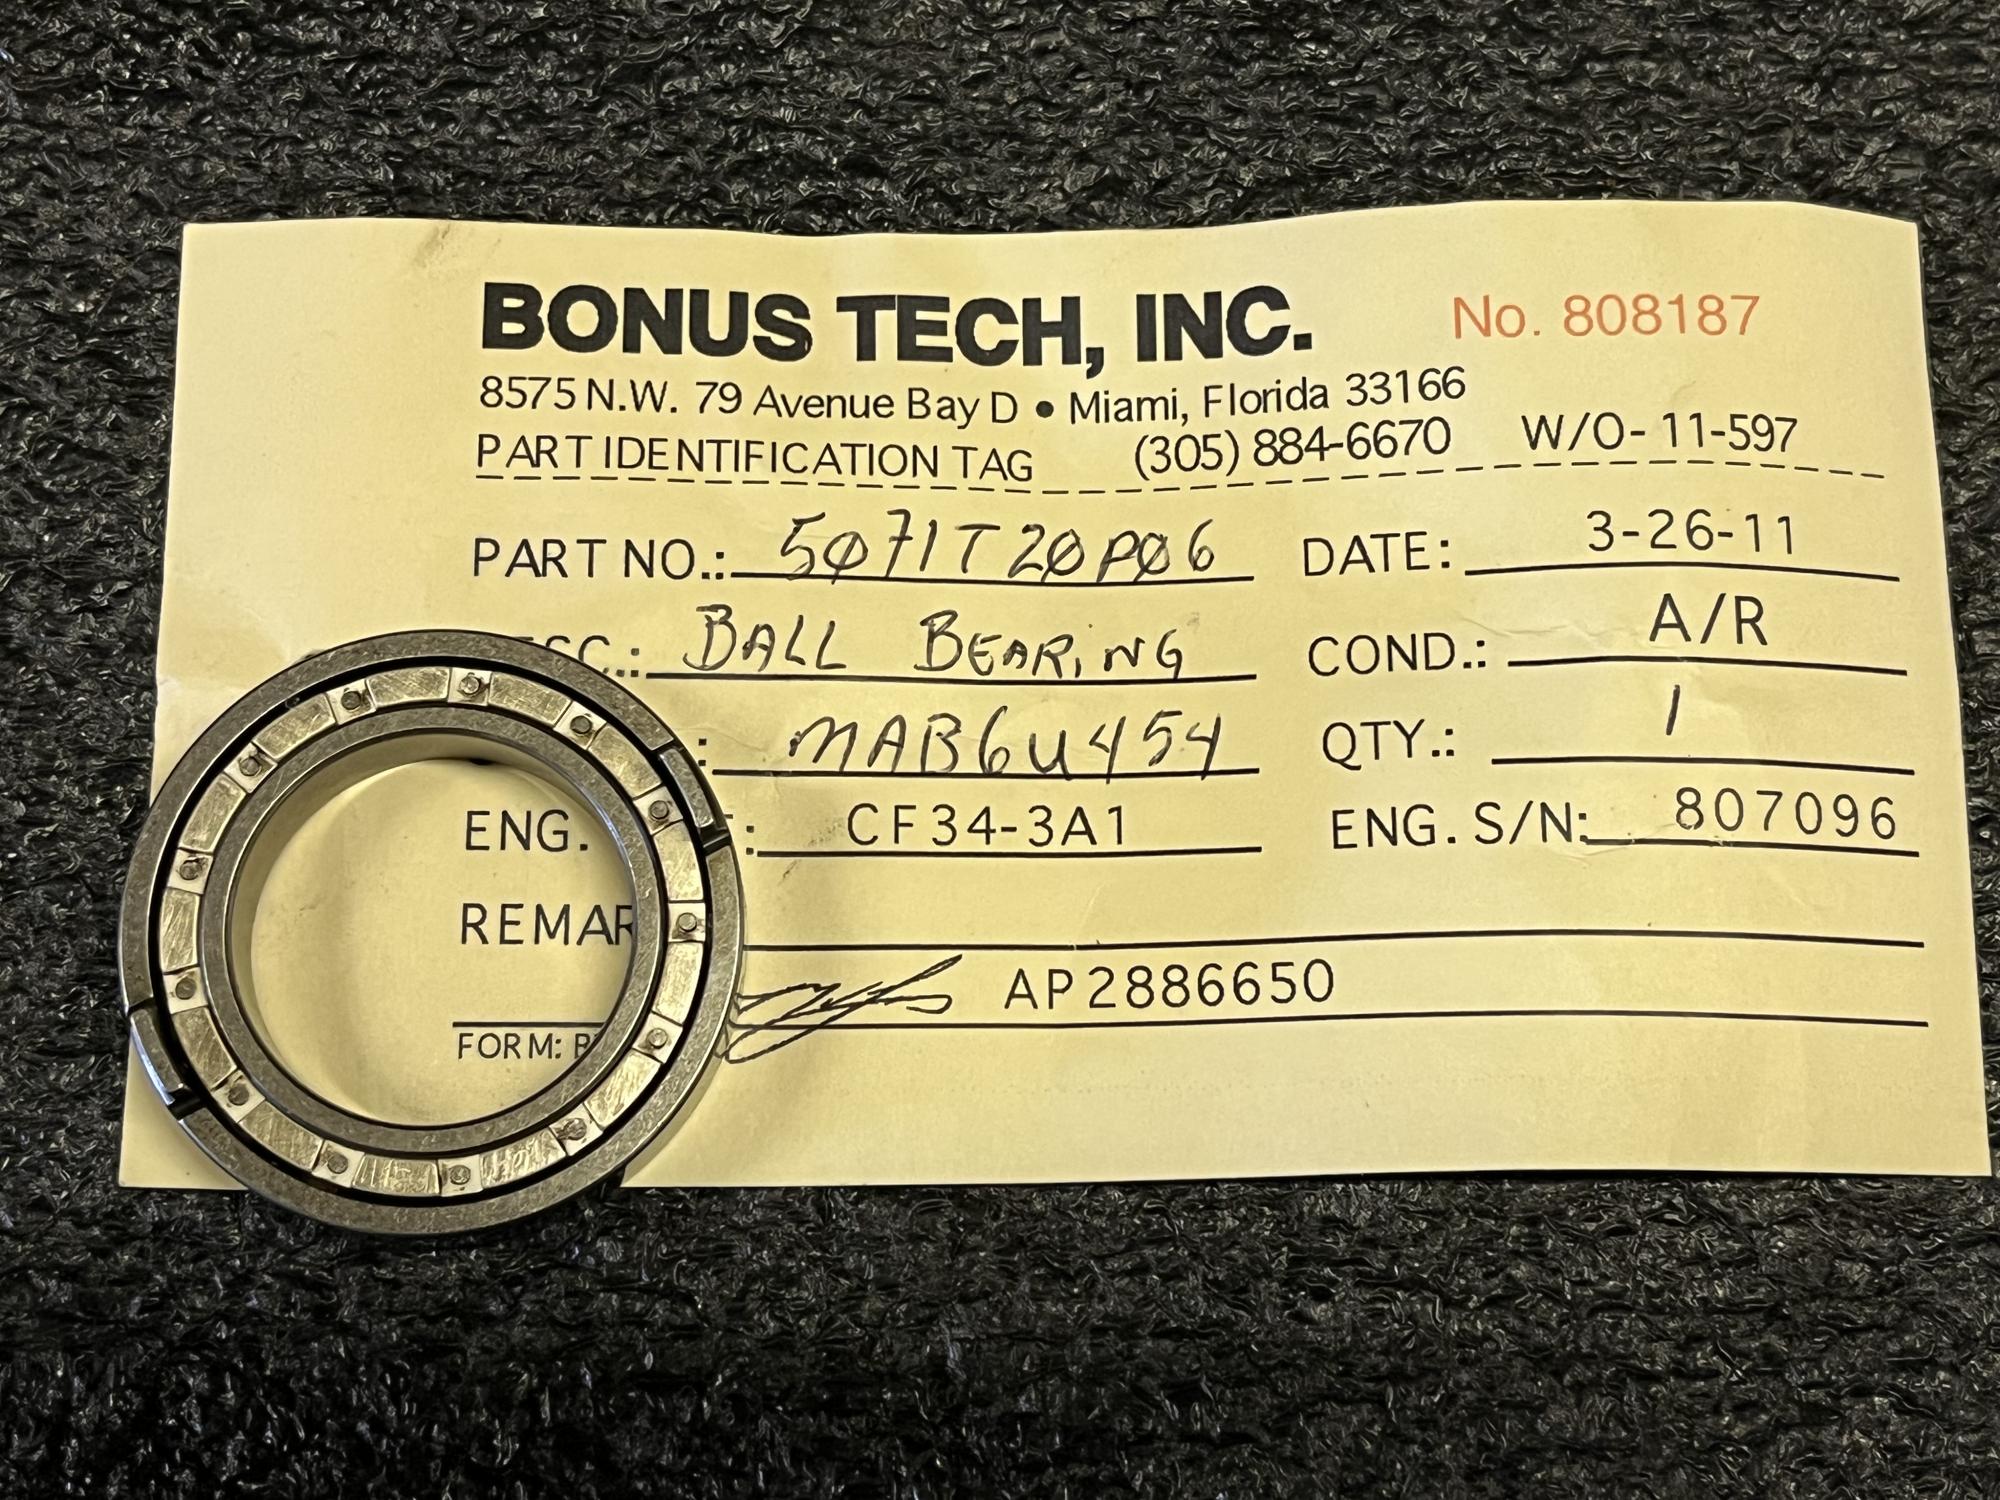 BONUS TECH, INC. No. 808187
8575 N.W. 79 Avenue Bay D • Miami, Florida 33166
PART IDENTIFICATION TAG (305) 884-6670 W/O- 11-597
PART NO.: 5071T20P06 DATE: 3-26-11
BALL BEARING COND.: A/R
: MAB6U454 QTY.: 1
ENG. : CF34-3A1 ENG. S/N: 807096
REMAR
AP2886650
FORM: